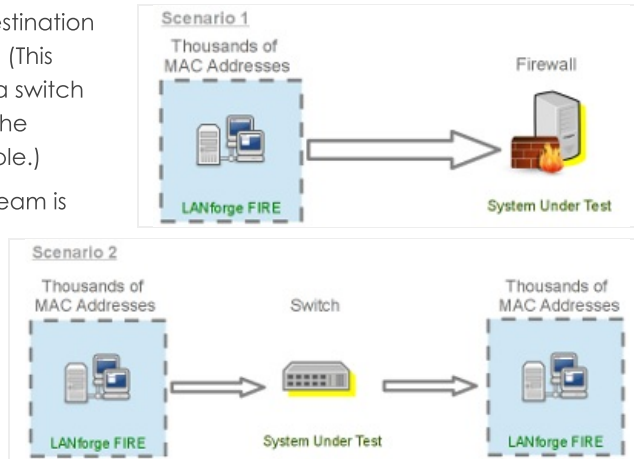 estination
(This
a switch
he
ole.)
eam is
Scenario 1
Thousands of
MAC Addresses
LANforge FIRE
Firewall
System Under Test
Scenario 2
Thousands of
MAC Addresses
LANforge FIRE
Switch
System Under Test
Thousands of
MAC Addresses
LANforge FIRE